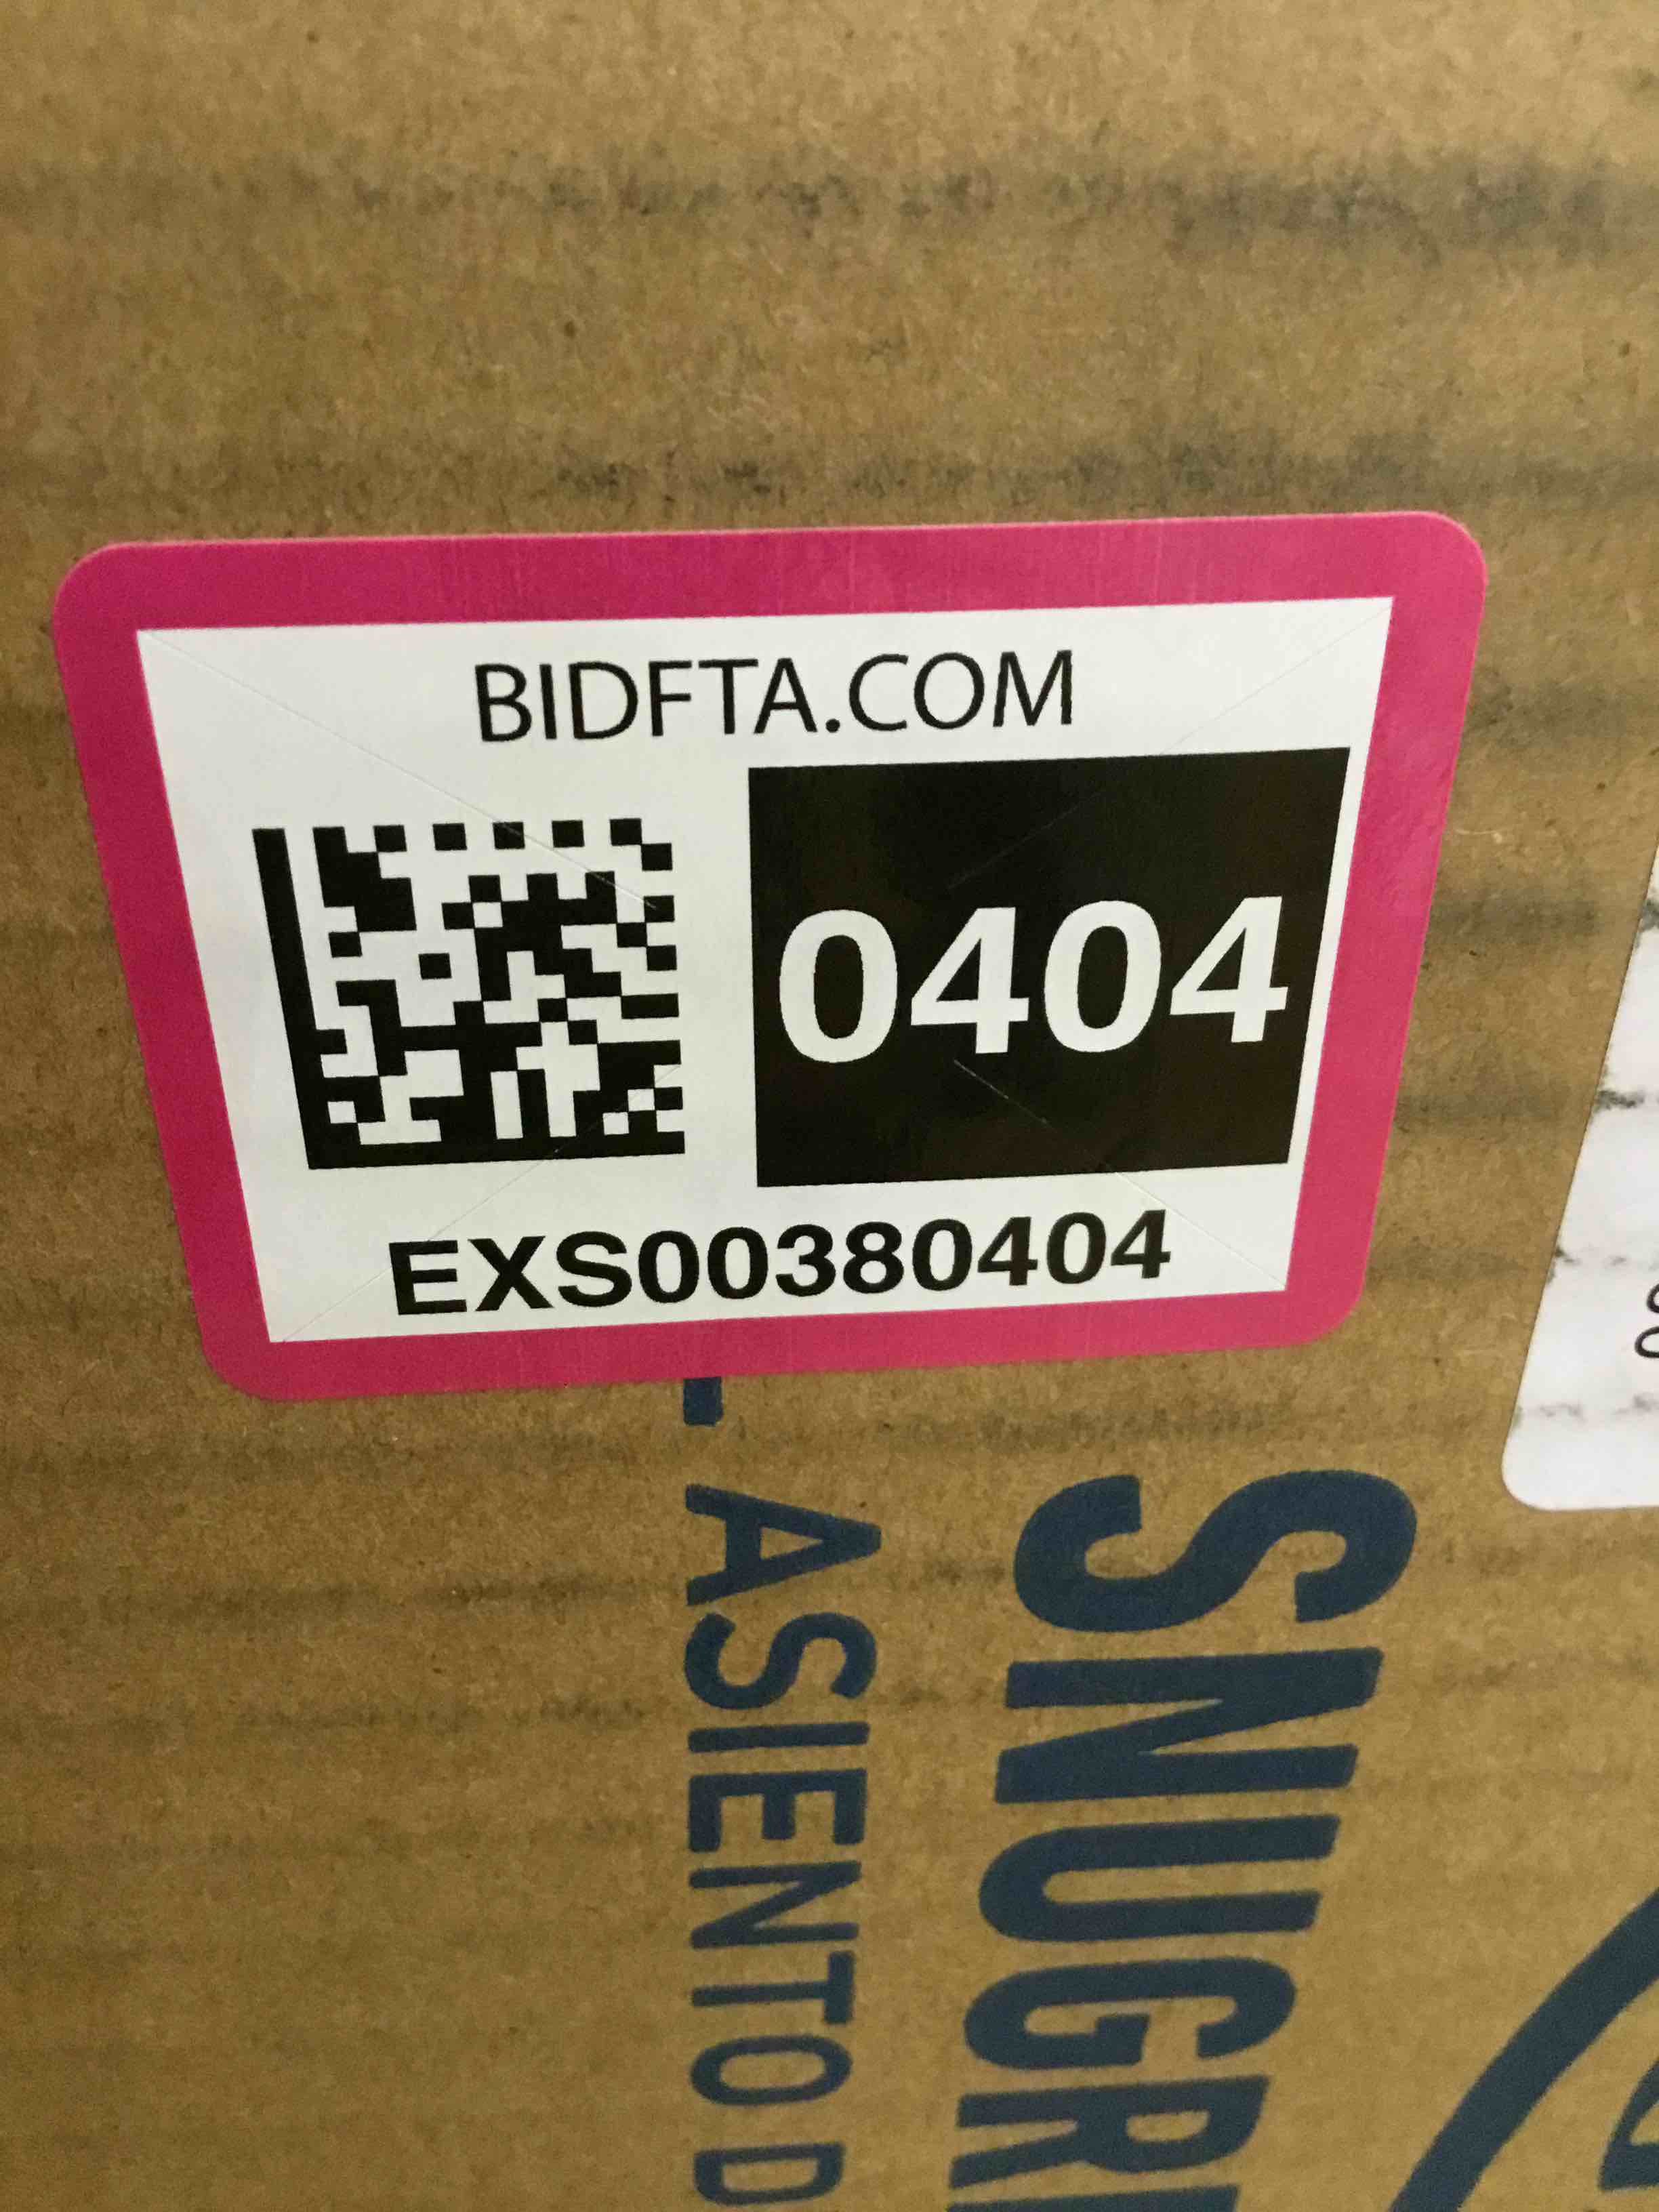 BIDFTA.COM
0404
EXS00380404
ASIENTO D
SNUGR